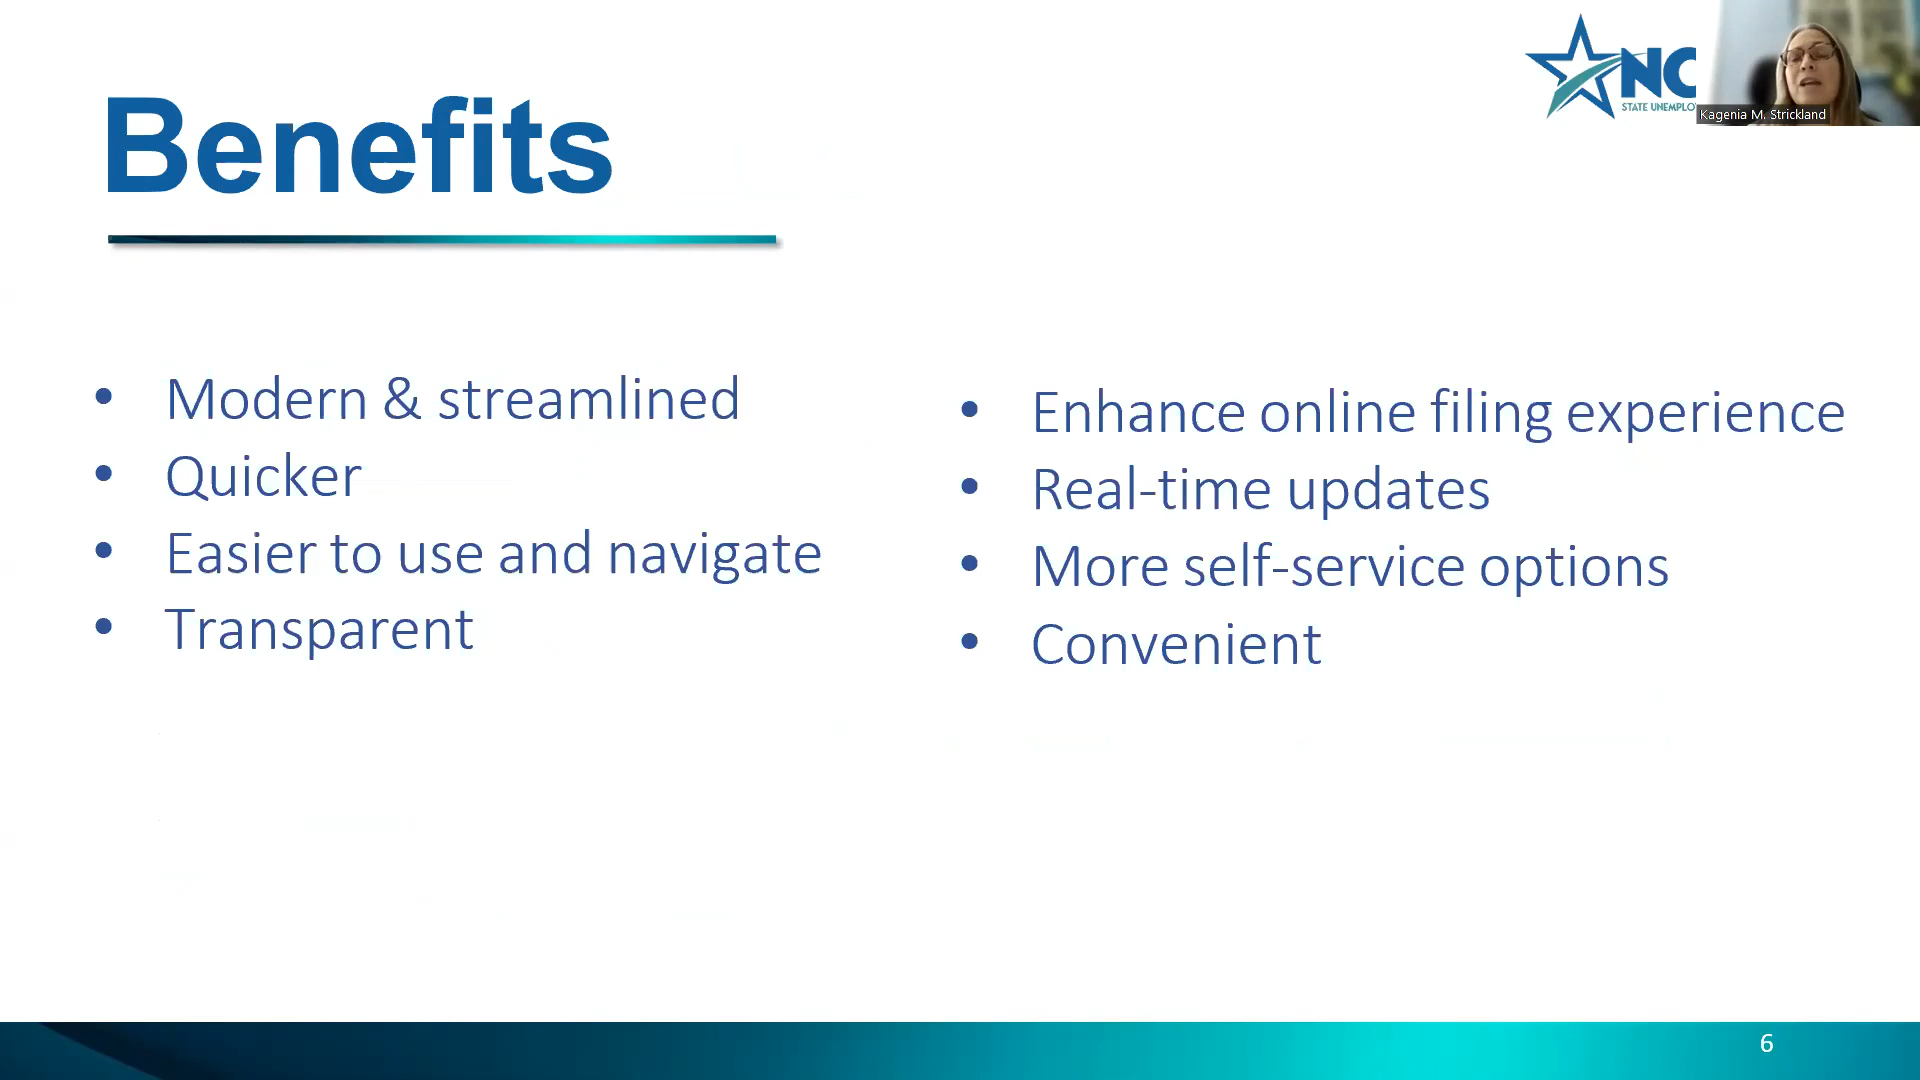 Benefits
NC
STATE
Kagenia M. Strickland
• Modern & streamlined
• Quicker
• Easier to use and navigate
• Transparent
• Enhance online filing experience
• Real-time updates
• More self-service options
• Convenient
6